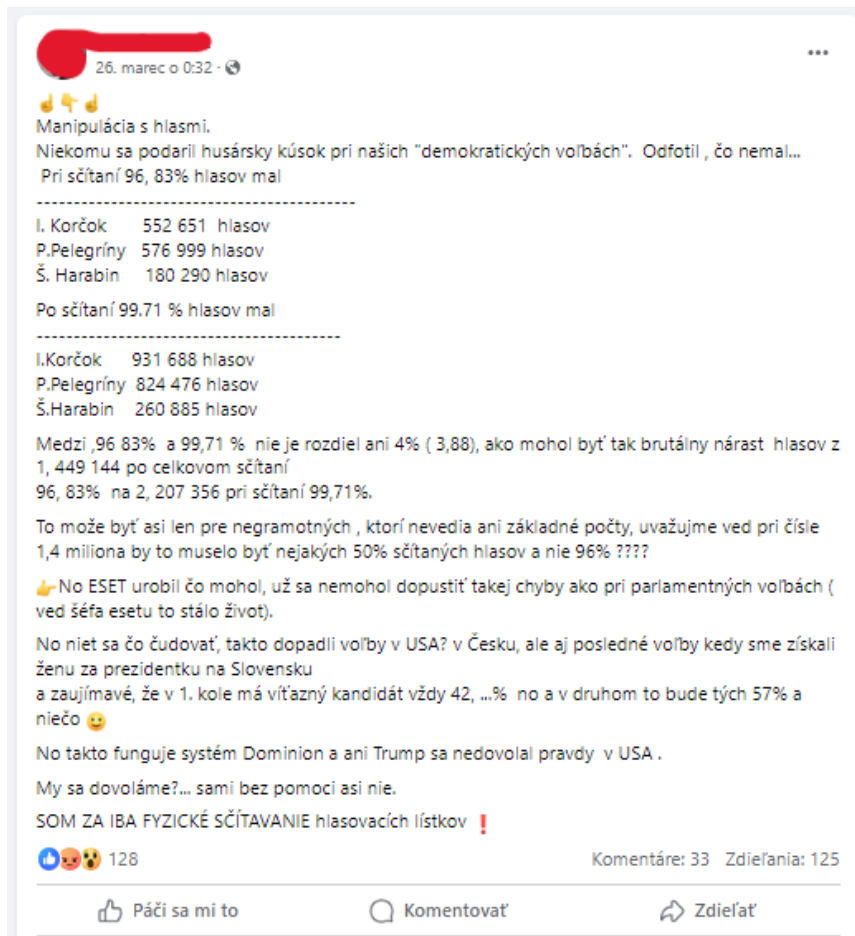 26. marec o 0:32 ·
☝️👇☝️
Manipulácia s hlasmi.
Niekomu sa podaril husársky kúsok pri našich "demokratických voľbách". Odfotil , čo nemal...
Pri sčítaní 96, 83% hlasov mal
-------------------------------------------
I. Korčok 552 651 hlasov
P.Pelegríny 576 999 hlasov
Š. Harabin 180 290 hlasov
Po sčítaní 99.71 % hlasov mal
-----------------------------------------
I.Korčok 931 688 hlasov
P.Pelegríny 824 476 hlasov
Š.Harabin 260 885 hlasov
Medzi ,96 83% a 99,71 % nie je rozdiel ani 4% ( 3,88), ako mohol byť tak brutálny nárast hlasov z
1, 449 144 po celkovom sčítaní
96, 83% na 2, 207 356 pri sčítaní 99,71%.
To može byť asi len pre negramotných , ktorí nevedia ani základné počty, uvažujme ved pri čísle
1,4 miliona by to muselo byť nejakých 50% sčítaných hlasov a nie 96% ????
👉No ESET urobil čo mohol, už sa nemohol dopustiť takej chyby ako pri parlamentných voľbách (
ved šéfa esetu to stálo život).
No niet sa čo čudovať, takto dopadli voľby v USA? v Česku, ale aj posledné voľby kedy sme získali
ženu za prezidentku na Slovensku
a zaujímavé, že v 1. kole má víťazný kandidát vždy 42, ...% no a v druhom to bude tých 57% a
niečo 😉
No takto funguje systém Dominion a ani Trump sa nedovolal pravdy v USA .
My sa dovoláme?... sami bez pomoci asi nie.
SOM ZA IBA FYZICKÉ SČÍTAVANIE hlasovacích lístkov ❗
128 Komentáre: 33 Zdieľania: 125
Páči sa mi to Komentovať Zdieľať